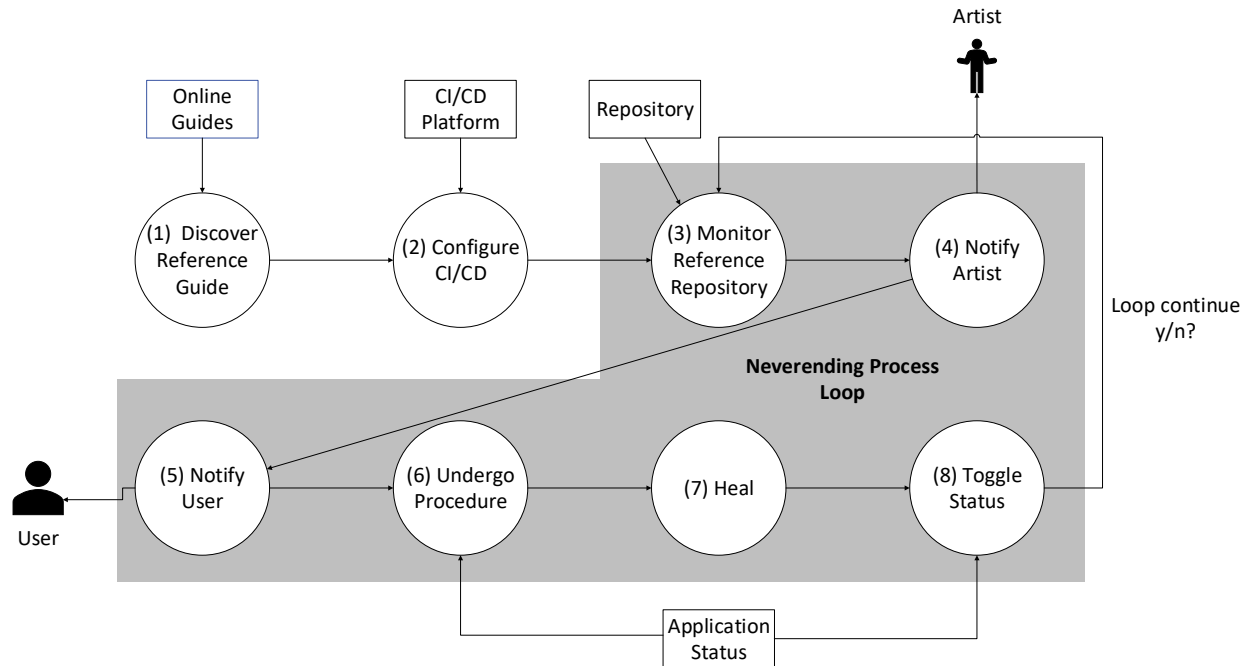 Artist
Online
Guides
CI/CD
Platform
Repository
(1) Discover
Reference
Guide
(2) Configure
CI/CD
(3) Monitor
Reference
Repository
(4) Notify
Artist
Loop continue
y/n?
Neverending Process
Loop
(5) Notify
User
(6) Undergo
Procedure
(7) Heal
(8) Toggle
Status
User
Application
Status